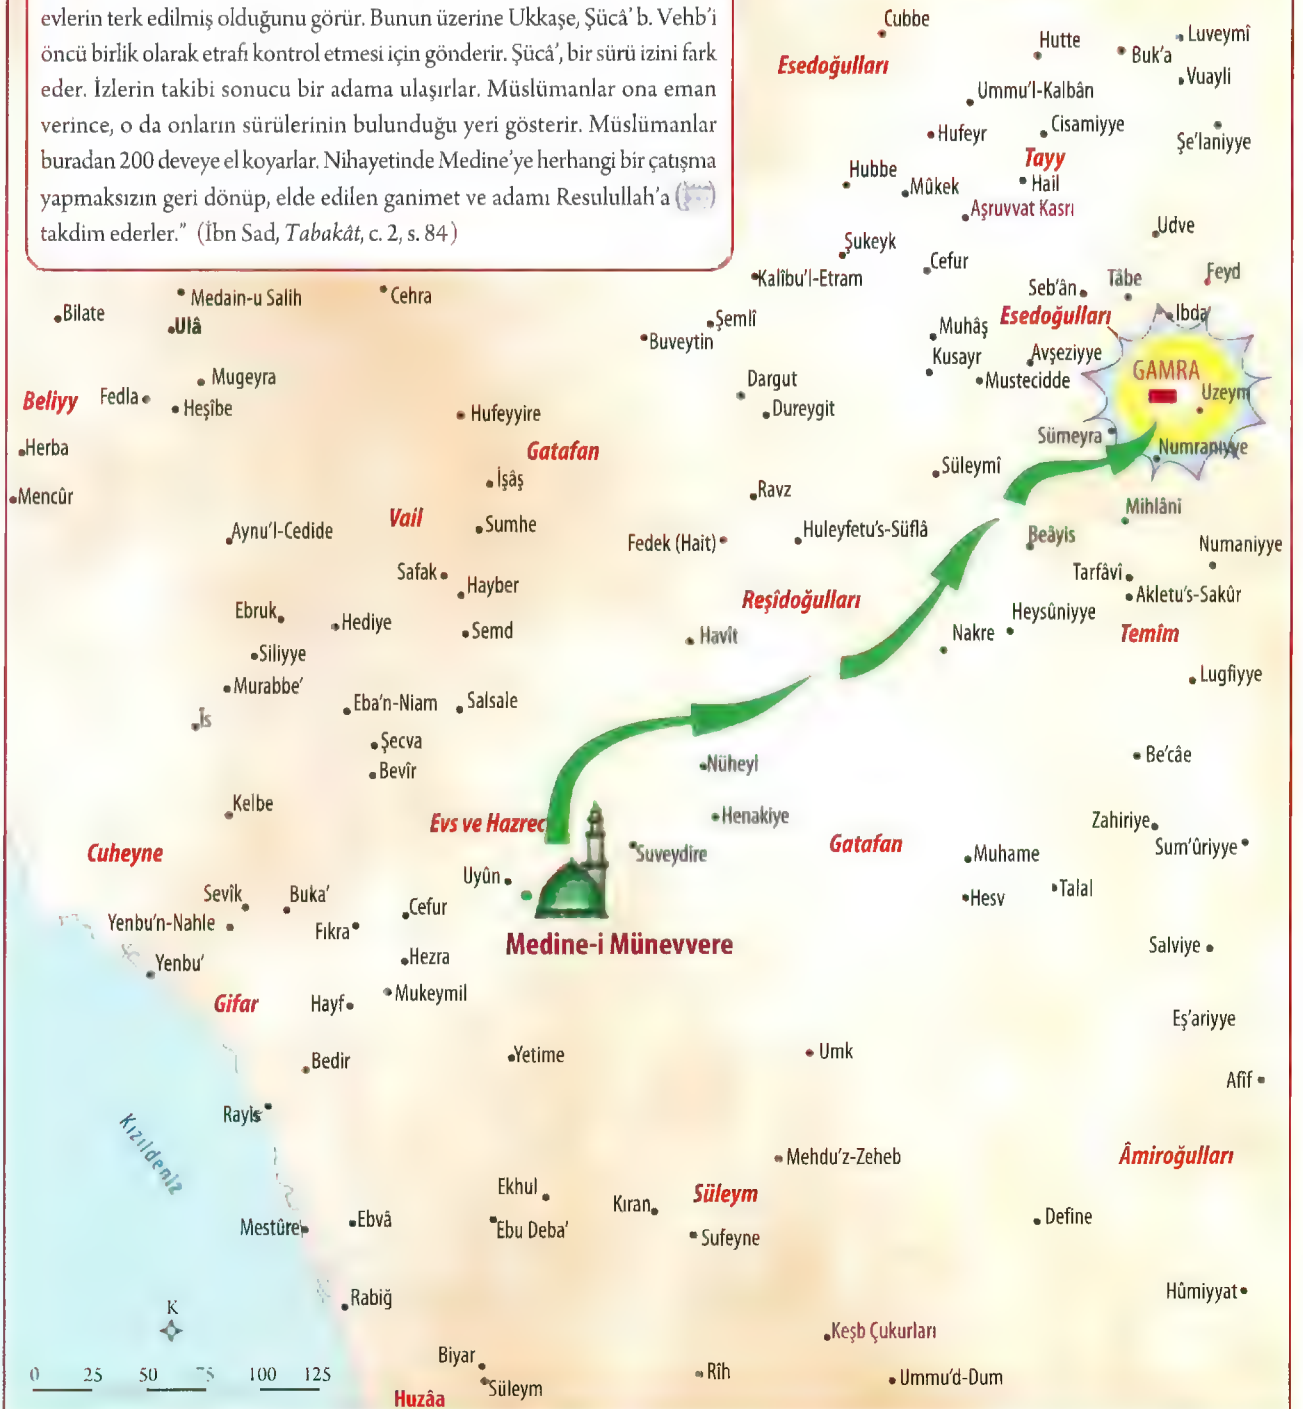 evlerin terk edilmiş olduğunu görür. Bunun üzerine Ukkaşe, Şücâ' b. Vehb'i
öncü birlik olarak etrafı kontrol etmesi için gönderir. Şücâ', bir sürü izini fark
eder. İzlerin takibi sonucu bir adama ulaşırlar. Müslümanlar ona eman
verince, o da onların sürülerinin bulunduğu yeri gösterir. Müslümanlar
buradan 200 deveye el koyarlar. Nihayetinde Medine'ye herhangi bir çatışma
yapmaksızın geri dönüp, elde edilen ganimet ve adamı Resulullah'a
takdim ederler." (İbn Sad, Tabakât, c. 2, s. 84)
Cubbe
Luveymî
Hutte
Buk'a
Esedoğulları
Vuayli
Ummu'l-Kalbân
Hufeyr
Cisamiyye
Şe'laniyye
Tayy
Hubbe
Mûkek
Hail
Aşruvvat Kasrı
Udve
Şukeyk
Cefur
Kalîbu'l-Etram
Seb'ân
Tâbe
Feyd
Medain-u Salih
Cehra
Bilate
Ulâ
Şemlî
Buveytin
Muhâş
Esedoğulları
Ibda
Kusayr
Avşeziyye
GAMRA
Mugeyra
Dargut
Mustecidde
Uzeym
Beliyy
Fedla
Heşîbe
Hufeyyire
Dureygit
Sümeyra
Numraniyye
Herba
Gatafan
Süleymî
İşâş
Mencûr
Ravz
Mihlâni
Vail
Aynu'l-Cedide
Sumhe
Fedek (Hait)
Huleyfetu's-Süflâ
Beâyis
Numaniyye
Safak
Tarfâvî
Hayber
Akletu's-Sakûr
Reşîdoğulları
Ebruk
Hediye
Semd
Havît
Heysûniyye
Nakre
Temîm
Siliyye
Lugfiyye
Murabbe'
Eba'n-Niam
Salsale
Îs
Şecva
Bevîr
Nüheyl
Be'câe
Kelbe
Evs ve Hazrec
Henakiye
Zahiriye
Cuheyne
Suveydire
Gatafan
Muhame
Sum'ûriyye
Uyûn
Sevîk
Buka'
Talal
Hesv
Yenbu'n-Nahle
Fıkra
Cefur
Medine-i Münevvere
Salviye
Hezra
Yenbu'
Gifar
Hayf
Mukeymil
Eş'ariyye
Bedir
Yetime
Umk
Afîf
Rayis
Kızıldeniz
Mehdu'z-Zeheb
Âmiroğulları
Ekhul
Kıran
Süleym
Mestûre
Ebvâ
Ebu Deba'
Sufeyne
Define
Hûmiyyat
Rabiğ
K
Keşb Çukurları
Biyar
0 25 50 75 100 125
Süleym
Rîh
Ummu'd-Dum
Huzâa